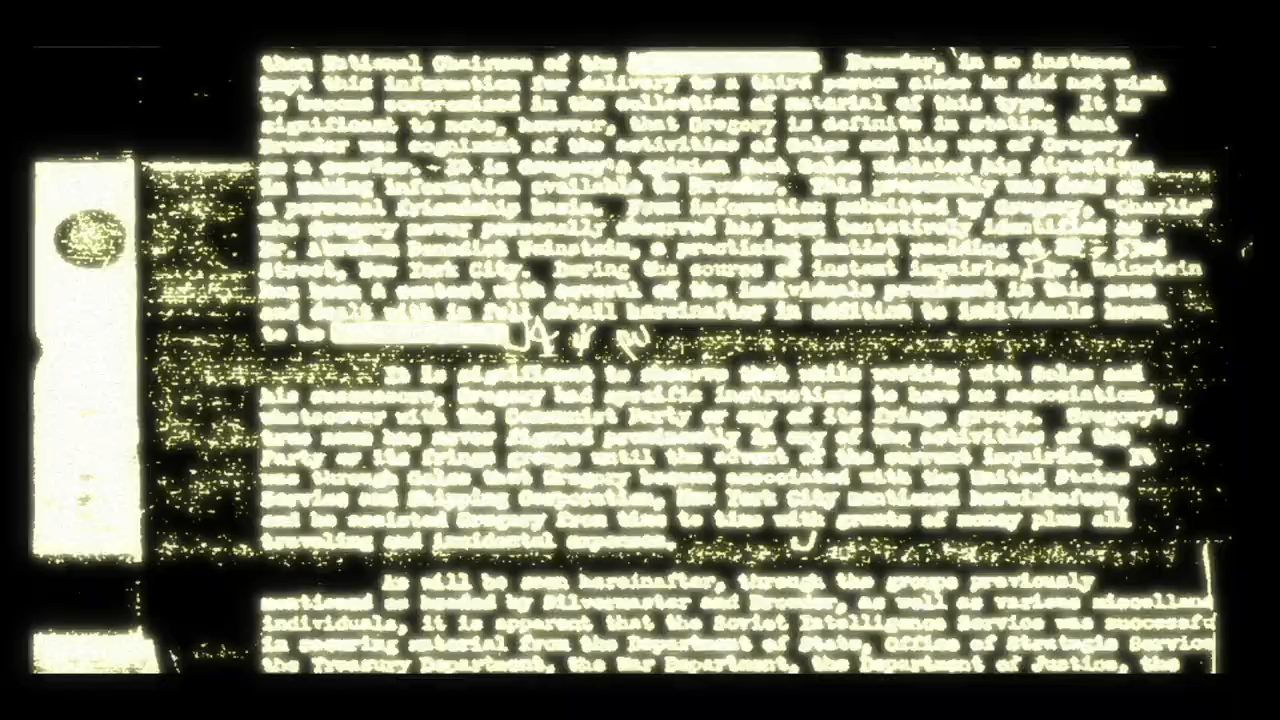 then National Chairman of the Browder, in no instance
kept this information for delivery to a third person since he did not wish
to become compromised in the collection of material of this type. It is
significant to note, however, that Gregory is definite in stating that
Browder was cognizant of the activities of Golos and his use of Gregory
as a It is Gregory's opinion that Golos violated his directions
in making information available to Browder. This presumably was done on
a personal friendship basis. From information submitted by Gregory, "Charlie"
whom Gregory never personally observed has been tentatively identified as
Dr. Abraham Benedict Weinstein, a practicing dentist residing at
Street, New York City. During the course of instant inquiries, Dr. Weinstein
has been in contact with several of the individuals prominent in this case
and deals with in full detail hereinafter in addition to individuals known
to be
It is significant to observe that while working with Golos and
his successors, Gregory had specific instructions to have no associations
whatsoever with the Communist Party or any of its fringe groups. Gregory's
true name has never figured prominently in any of the activities of the
Party or its fringe groups until the advent of the second inquiries. It
was through Golos that Gregory became associated with the United States
Service and Shipping Corporation, New York City mentioned hereinbefore,
and he assisted Gregory from time to time with grants of money plus all
traveling and incidental expenses.
As will be seen hereinafter, through the groups previously
mentioned as headed by Silvermaster and Browder, as well as various
individuals, it is apparent that the Soviet Intelligence Service was
in securing material from the Department of State, Office of Strategic
the Treasury Department, the War Department, the Department of Justice, the